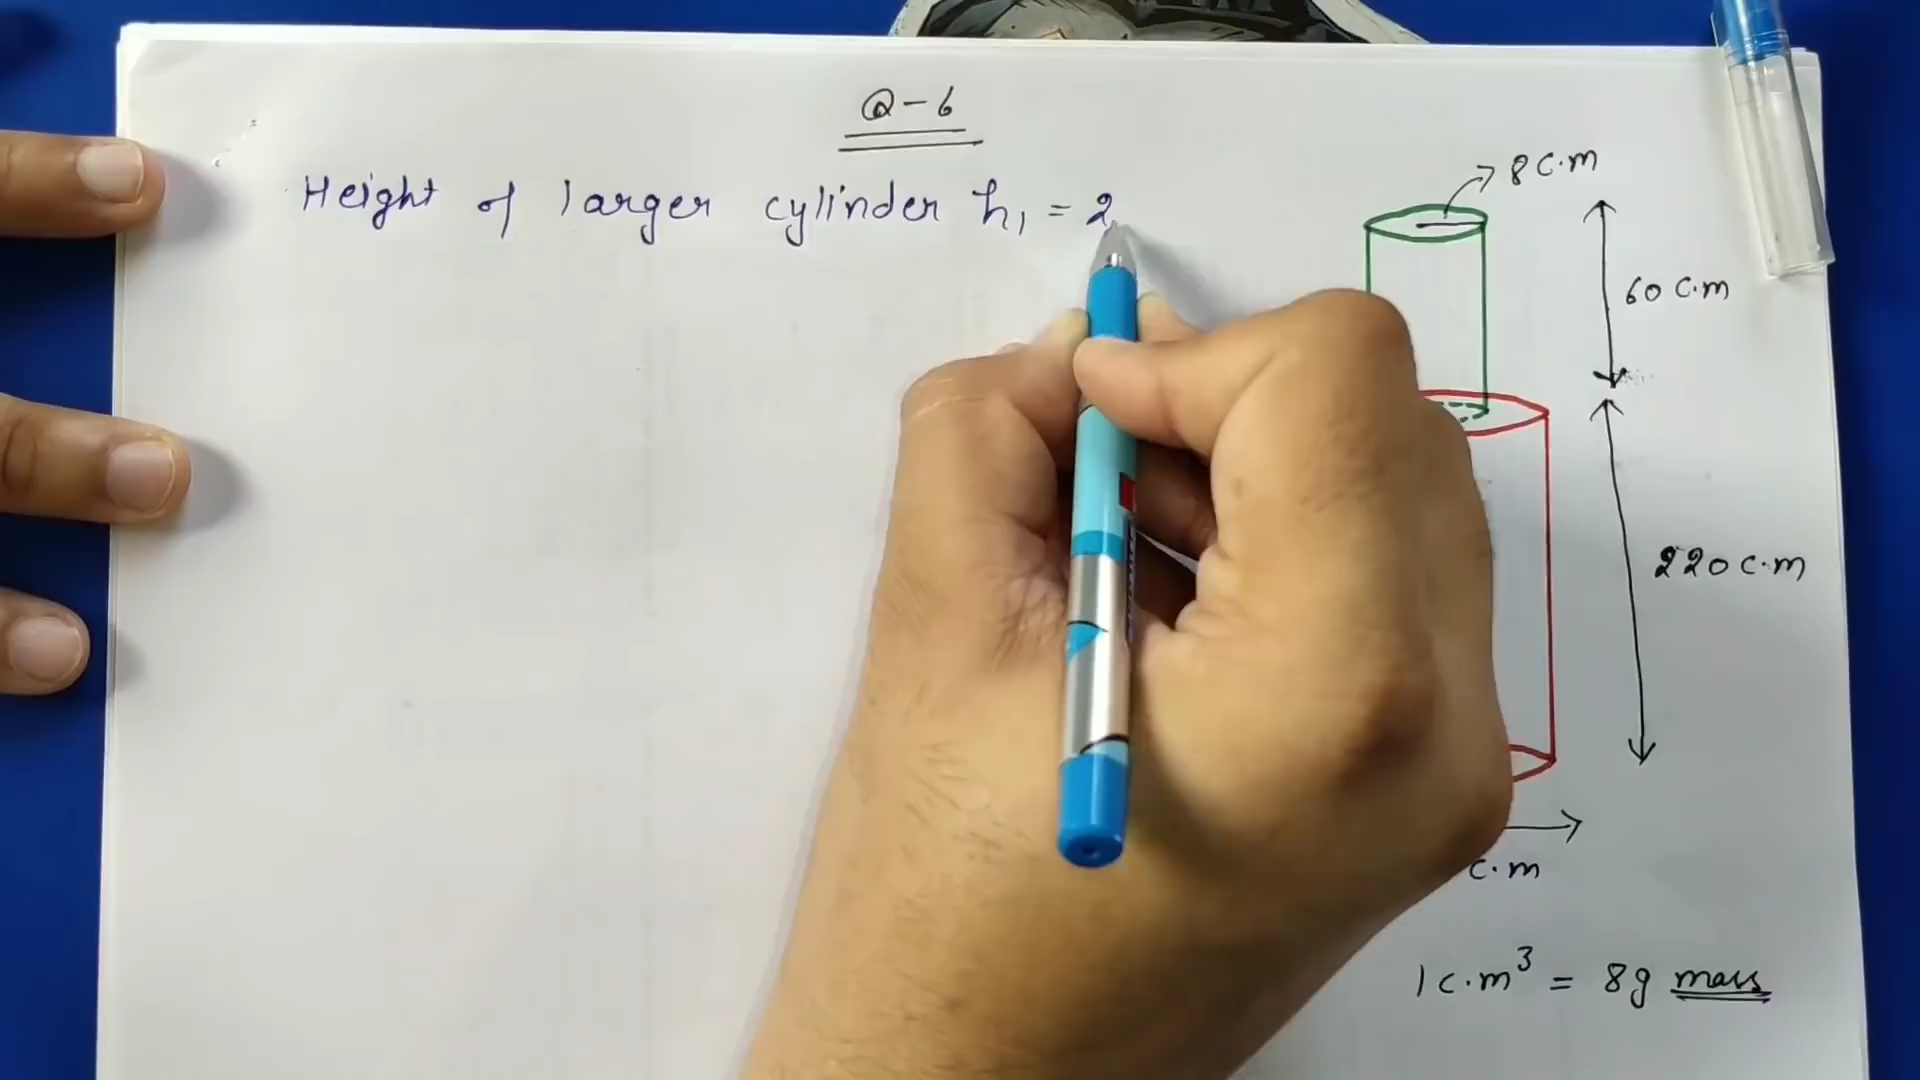 Q-6
Height of larger cylinder h₁ = 2
8 c.m
60 c.m
220 c.m
c.m
1 c.m³ = 8g mass